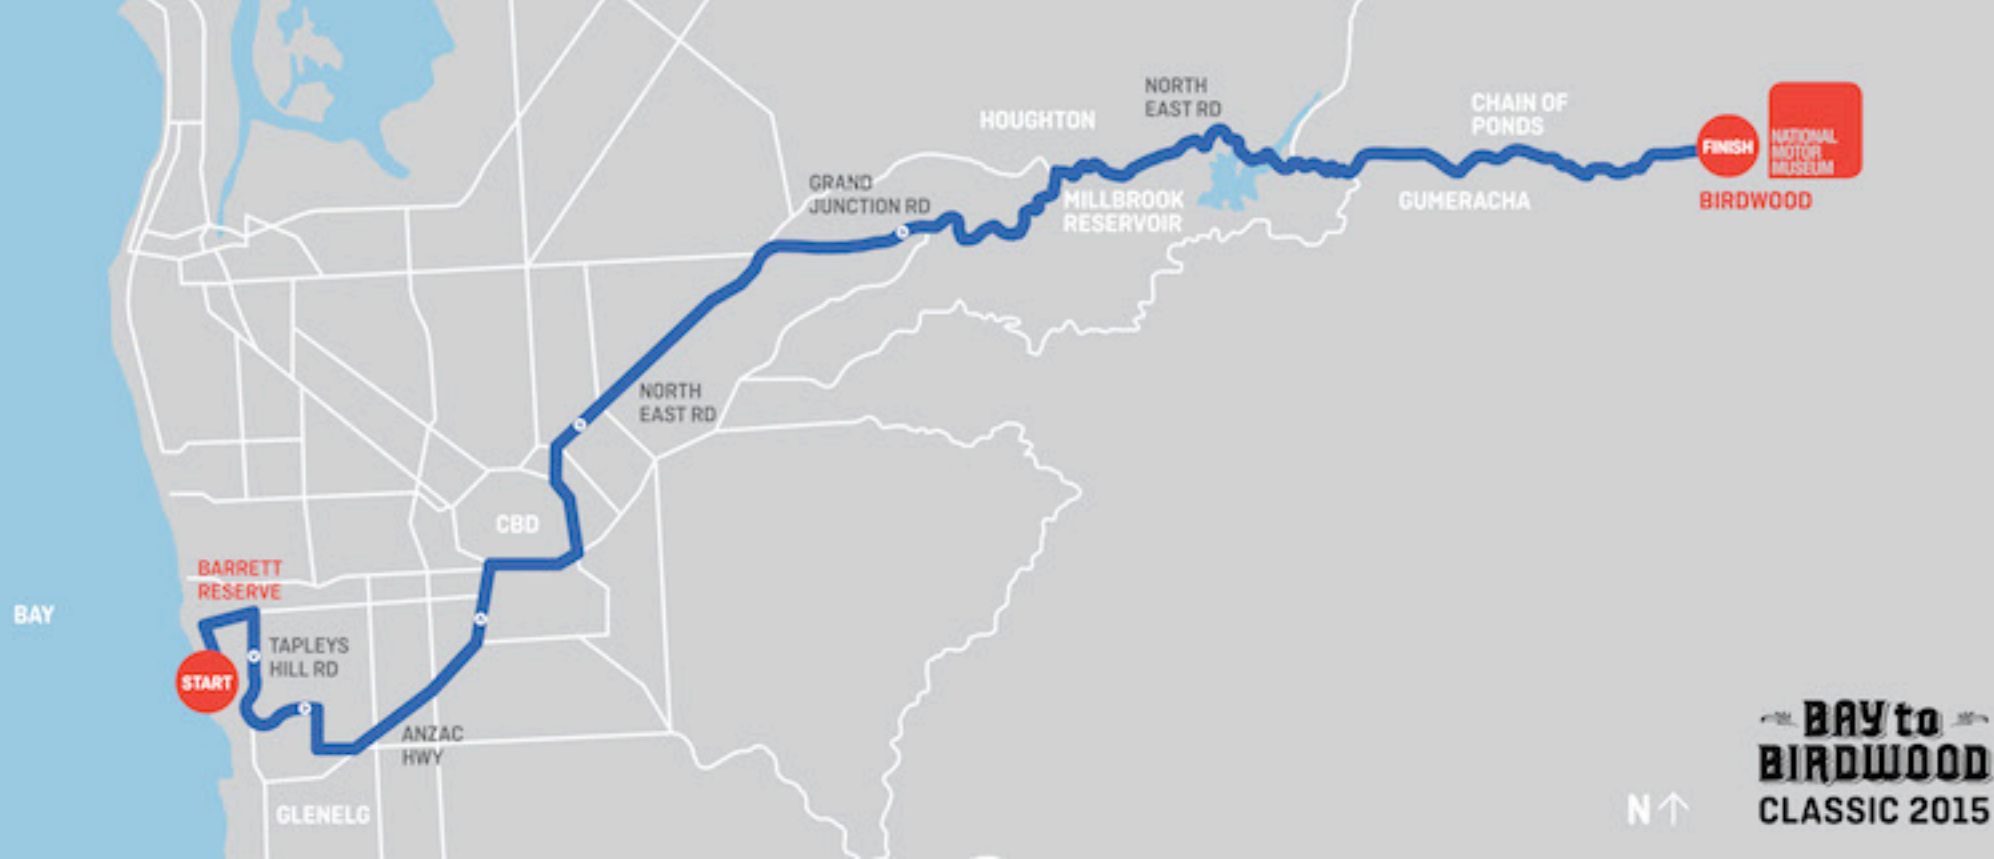 NORTH
EAST RD
HOUGHTON
CHAIN OF
PONDS
FINISH
NATIONAL
MOTOR
MUSEUM
GRAND
JUNCTION RD
MILLBROOK
RESERVOIR
GUMERACHA
BIRDWOOD
NORTH
EAST RD
CBD
BARRETT
RESERVE
BAY
TAPLEYS
HILL RD
START
ANZAC
HWY
GLENELG
N
BAY to
BIRDWOOD
CLASSIC 2015